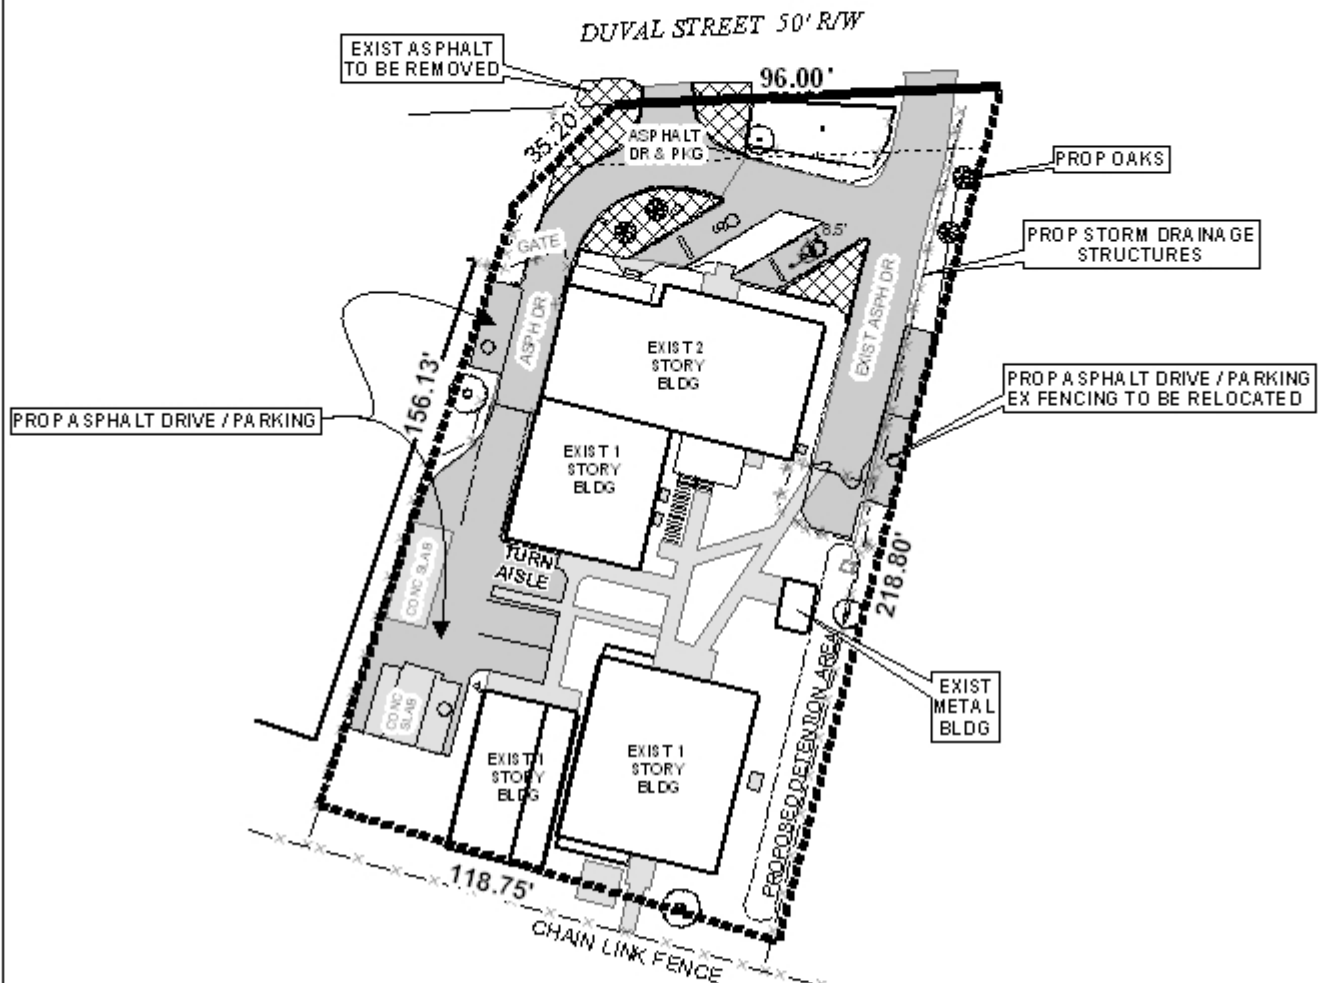 DUVAL STREET 50' R/W
EXIST ASPHALT
TO BE REMOVED
96.00'
35.20'
ASPHALT
DR & PKG
PROP OAKS
8.5'
PROP STORM DRAINAGE
STRUCTURES
GATE
ASPH DR
EXIST ASPH DR
EXIST 2
STORY
BLDG
PROP ASPHALT DRIVE / PARKING
EX FENCING TO BE RELOCATED
156.13'
PROP ASPHALT DRIVE / PARKING
EXIST 1
STORY
BLDG
218.80'
TURN
AISLE
CONC SLAB
PROPOSED DETENTION AREA
EXIST
METAL
BLDG
CONC
SLAB
EXIST 1
STORY
BLDG
EXIST 1
STORY
BLDG
118.75'
CHAIN LINK FENCE